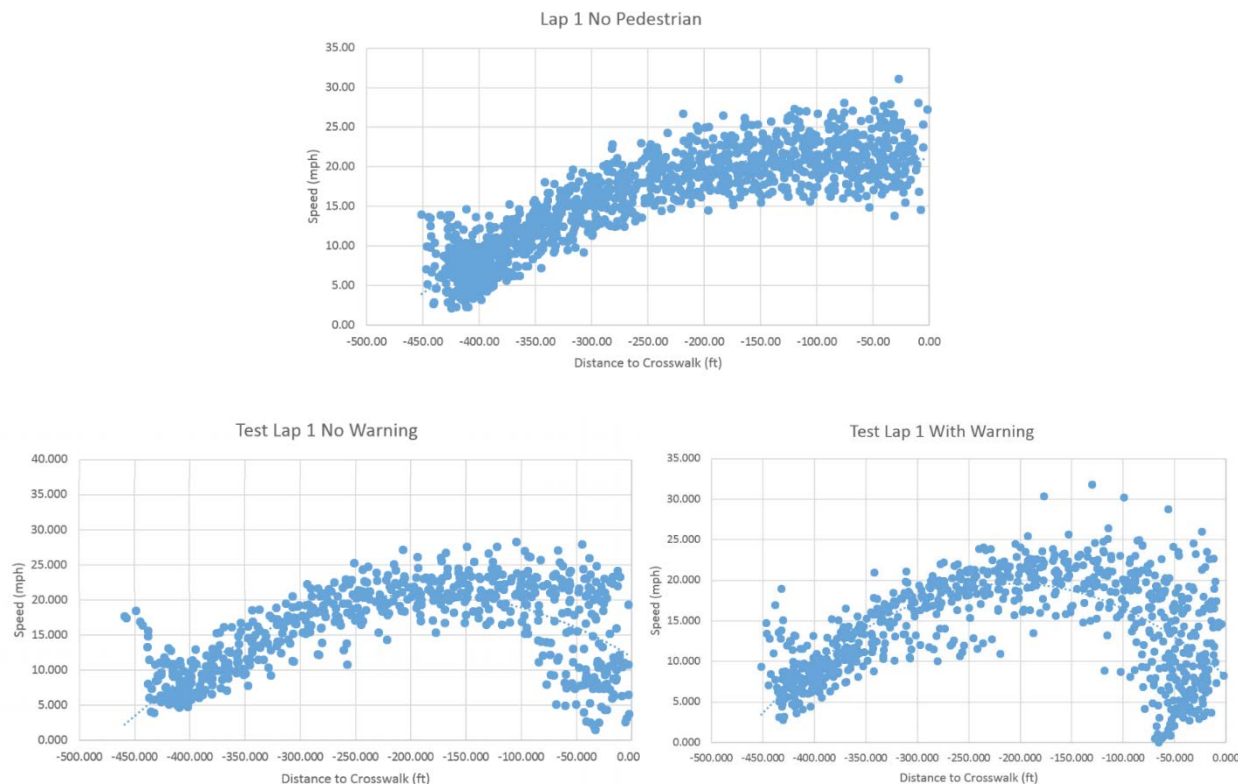 Lap 1 No Pedestrian
35.00
30.00
25.00
20.00
15.00
10.00
5.00
0.00
Speed (mph)
-500.00 -450.00 -400.00 -350.00 -300.00 -250.00 -200.00 -150.00 -100.00 -50.00 0.00
Distance to Crosswalk (ft)
Test Lap 1 No Warning
40.000
35.000
30.000
25.000
20.000
15.000
10.000
5.000
0.000
Speed (mph)
-500.000 -450.000 -400.000 -350.000 -300.000 -250.000 -200.000 -150.000 -100.000 -50.000 0.000
Distance to Crosswalk (ft)
Test Lap 1 With Warning
35.000
30.000
25.000
20.000
15.000
10.000
5.000
0.000
Speed (mph)
-500.000 -450.000 -400.000 -350.000 -300.000 -250.000 -200.000 -150.000 -100.000 -50.000 0.000
Distance to Crosswalk (ft)